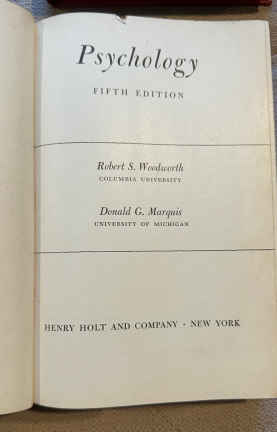 Psychology
FIFTH EDITION
Robert S. Woodworth
COLUMBIA UNIVERSITY
Donald G. Marquis
UNIVERSITY OF MICHIGAN
HENRY HOLT AND COMPANY · NEW YORK